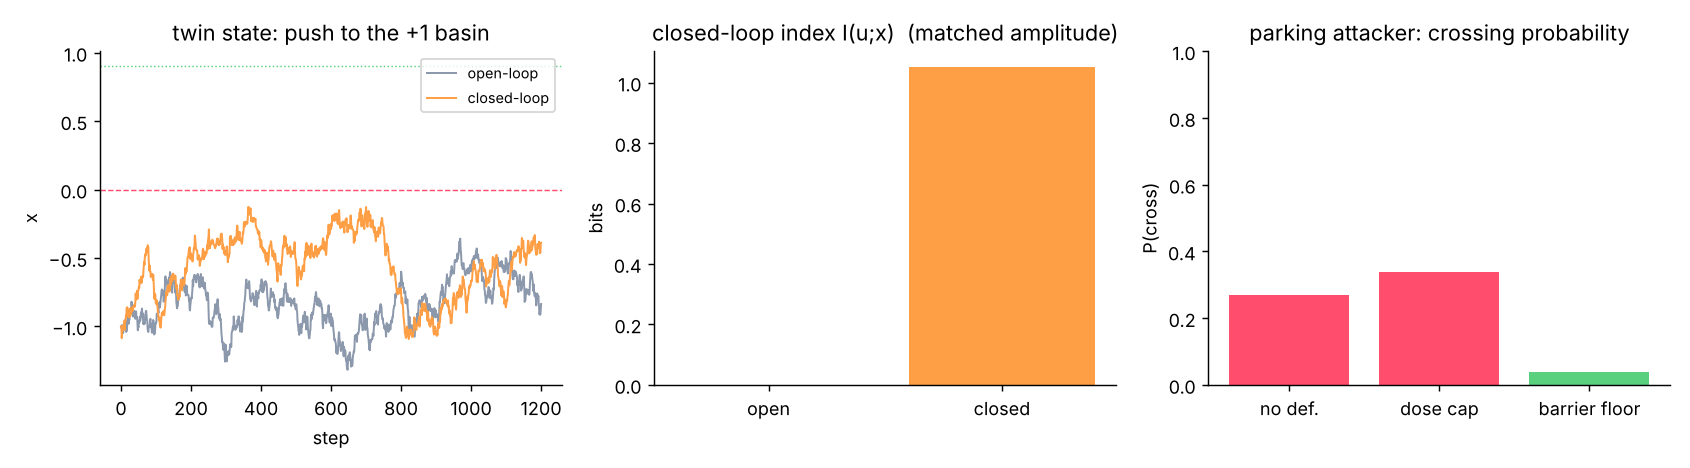 twin state: push to the +1 basin
1.0
0.5
0.0
−0.5
−1.0
x
open-loop
closed-loop
0 200 400 600 800 1000 1200
step
closed-loop index I(u;x) (matched amplitude)
1.0
0.8
0.6
0.4
0.2
0.0
bits
open closed
parking attacker: crossing probability
1.0
0.8
0.6
0.4
0.2
0.0
P(cross)
no def. dose cap barrier floor